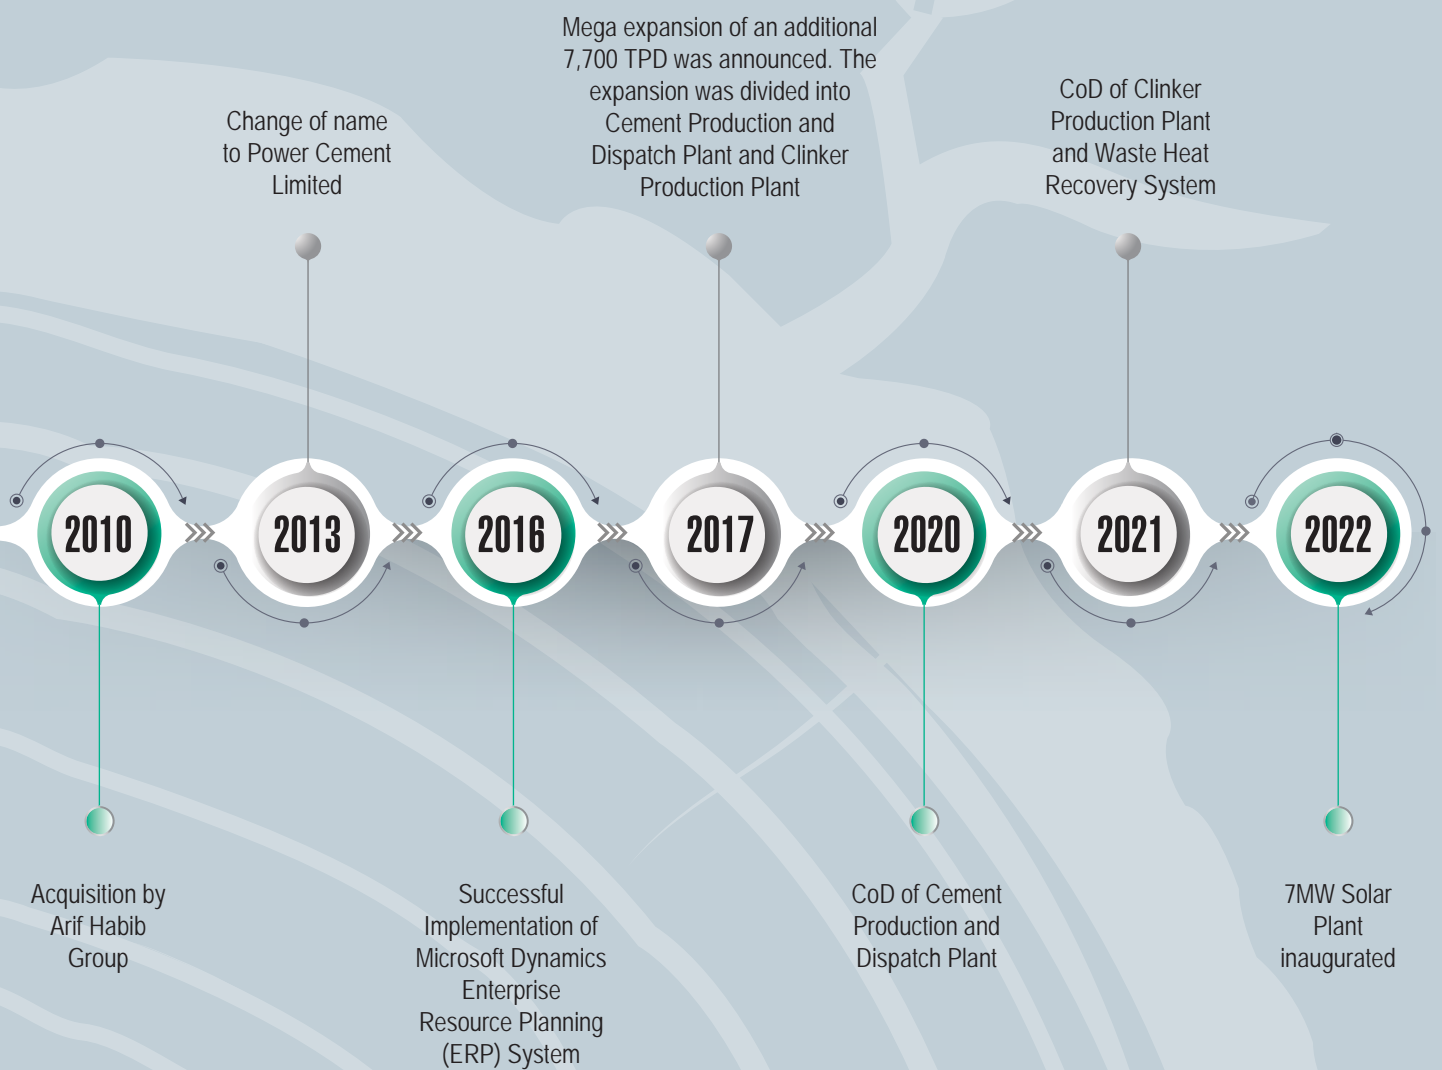 Mega expansion of an additional
7,700 TPD was announced. The
expansion was divided into
Cement Production and
Dispatch Plant and Clinker
Production Plant
Change of name
to Power Cement
Limited
CoD of Clinker
Production Plant
and Waste Heat
Recovery System
2010
2013
2016
2017
2020
2021
2022
Acquisition by
Arif Habib
Group
Successful
Implementation of
Microsoft Dynamics
Enterprise
Resource Planning
(ERP) System
CoD of Cement
Production and
Dispatch Plant
7MW Solar
Plant
inaugurated